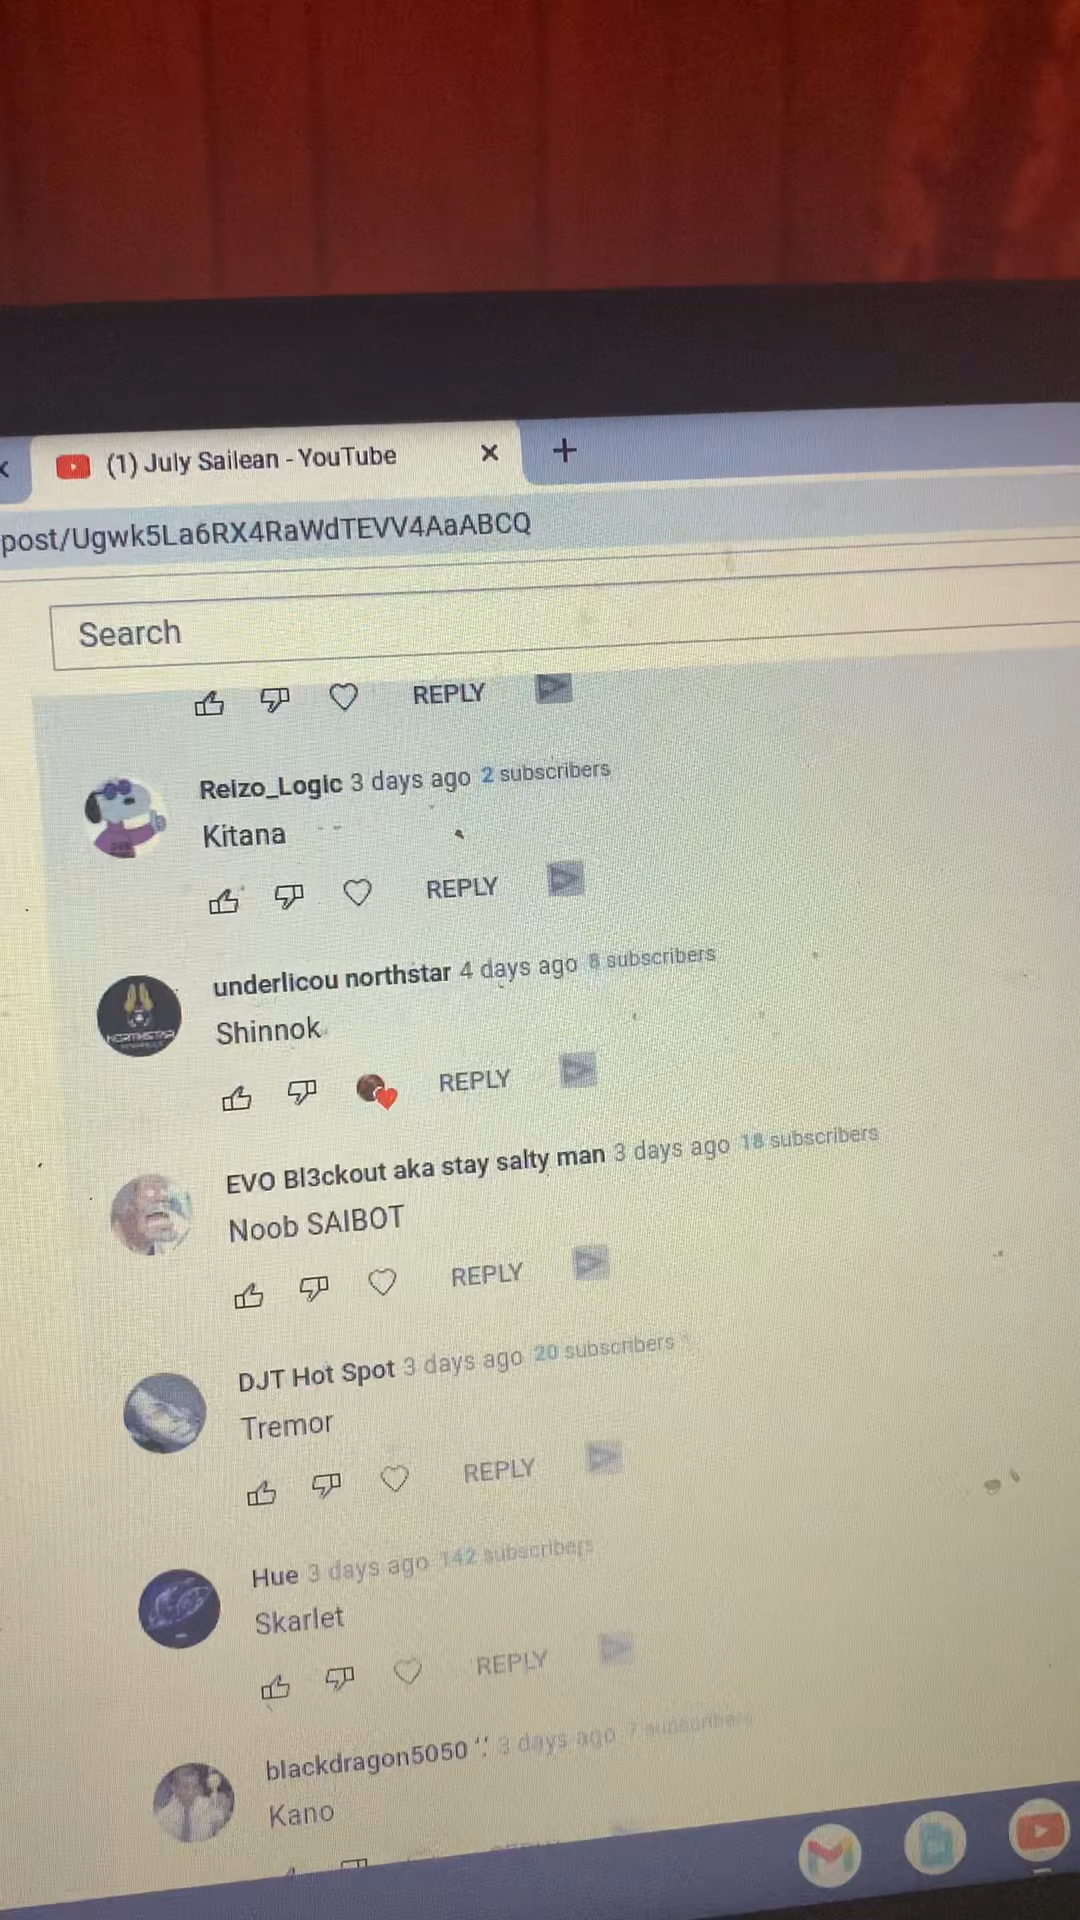 (1) July Sailean - YouTube
post/Ugwk5La6RX4RaWdTEVV4AaABCQ
Search
REPLY
Reizo_Logic 3 days ago 2 subscribers
Kitana
REPLY
underlicou northstar 4 days ago 8 subscribers
Shinnok
NORTHSTAR
REPLY
EVO Bl3ckout aka stay salty man 3 days ago 18 subscribers
Noob SAIBOT
REPLY
DJT Hot Spot 3 days ago 20 subscribers
Tremor
REPLY
Hue 3 days ago 142 subscribers
Skarlet
REPLY
blackdragon5050 ‘.’ 3 days ago 7 subscribers
Kano